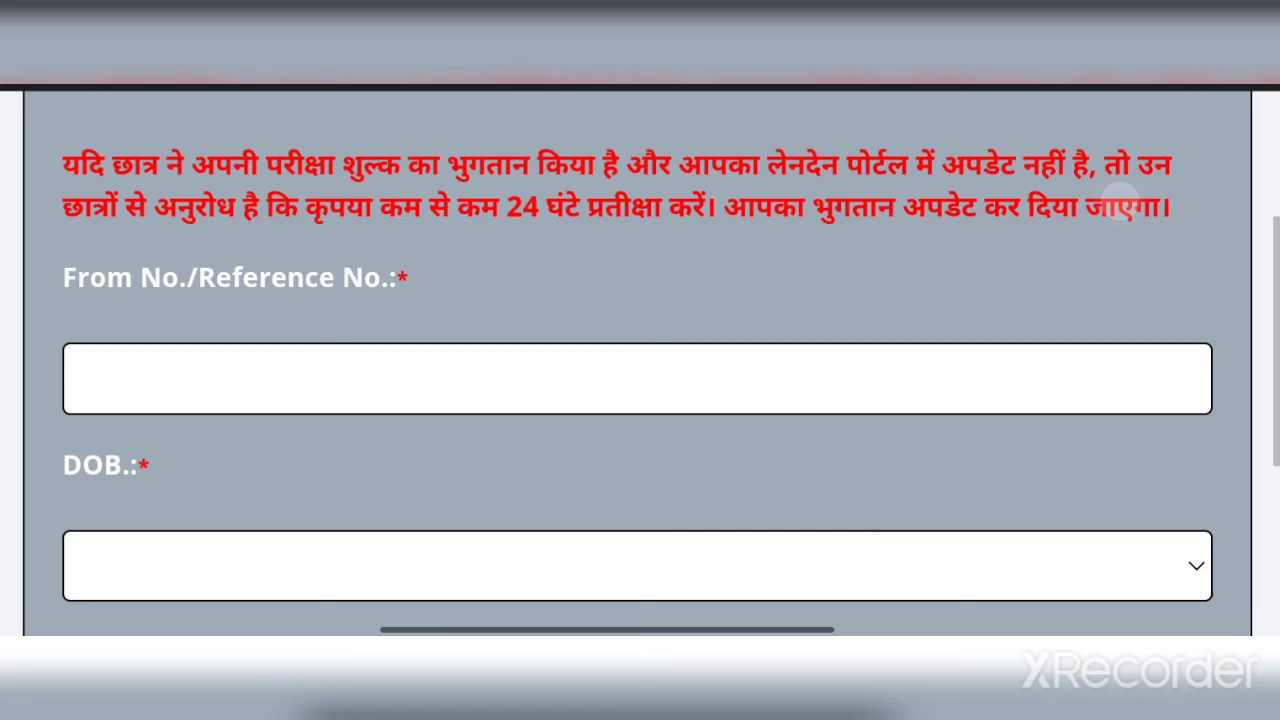 यदि छात्र ने अपनी परीक्षा शुल्क का भुगतान किया है और आपका लेनदेन पोर्टल में अपडेट नहीं है, तो उन
छात्रों से अनुरोध है कि कृपया कम से कम 24 घंटे प्रतीक्षा करें। आपका भुगतान अपडेट कर दिया जाएगा।
From No./Reference No.:*
DOB.:*
XRecorder